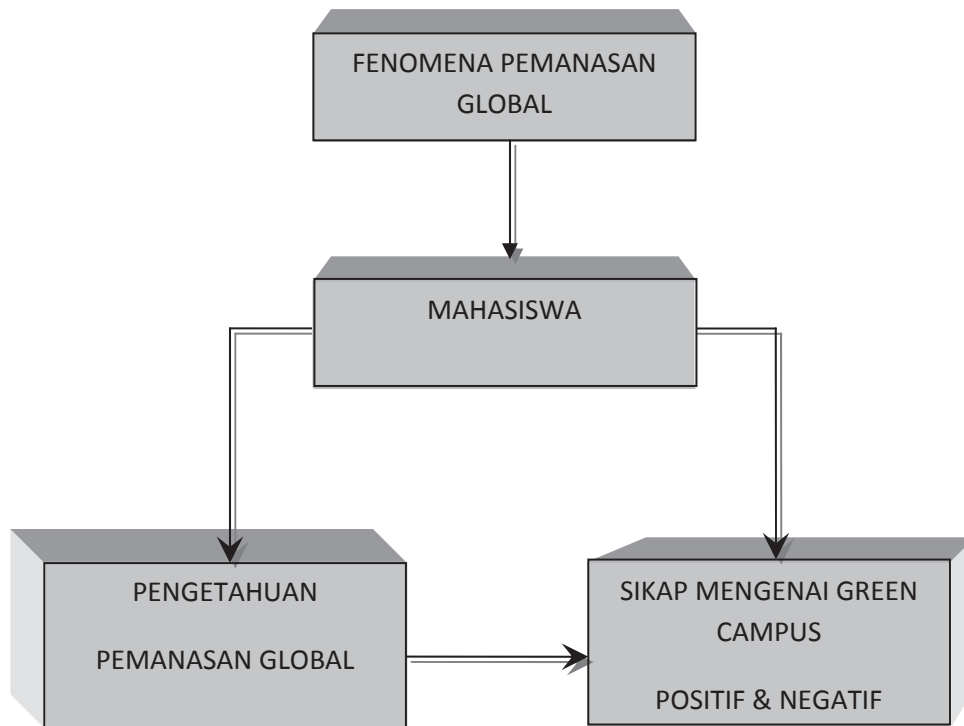 FENOMENA PEMANASAN
GLOBAL
MAHASISWA
PENGETAHUAN
PEMANASAN GLOBAL
SIKAP MENGENAI GREEN
CAMPUS
POSITIF & NEGATIF